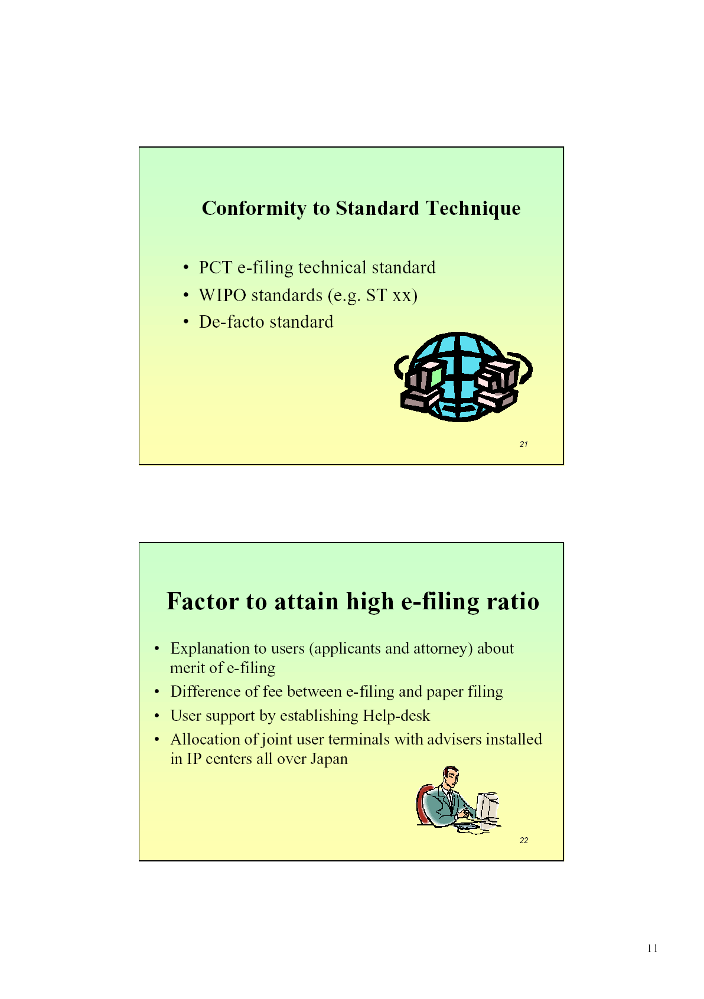 Conformity to Standard Technique
• PCT e-filing technical standard
• WIPO standards (e.g. ST xx)
• De-facto standard
21
Factor to attain high e-filing ratio
• Explanation to users (applicants and attorney) about
merit of e-filing
• Difference of fee between e-filing and paper filing
• User support by establishing Help-desk
• Allocation of joint user terminals with advisers installed
in IP centers all over Japan
22
11